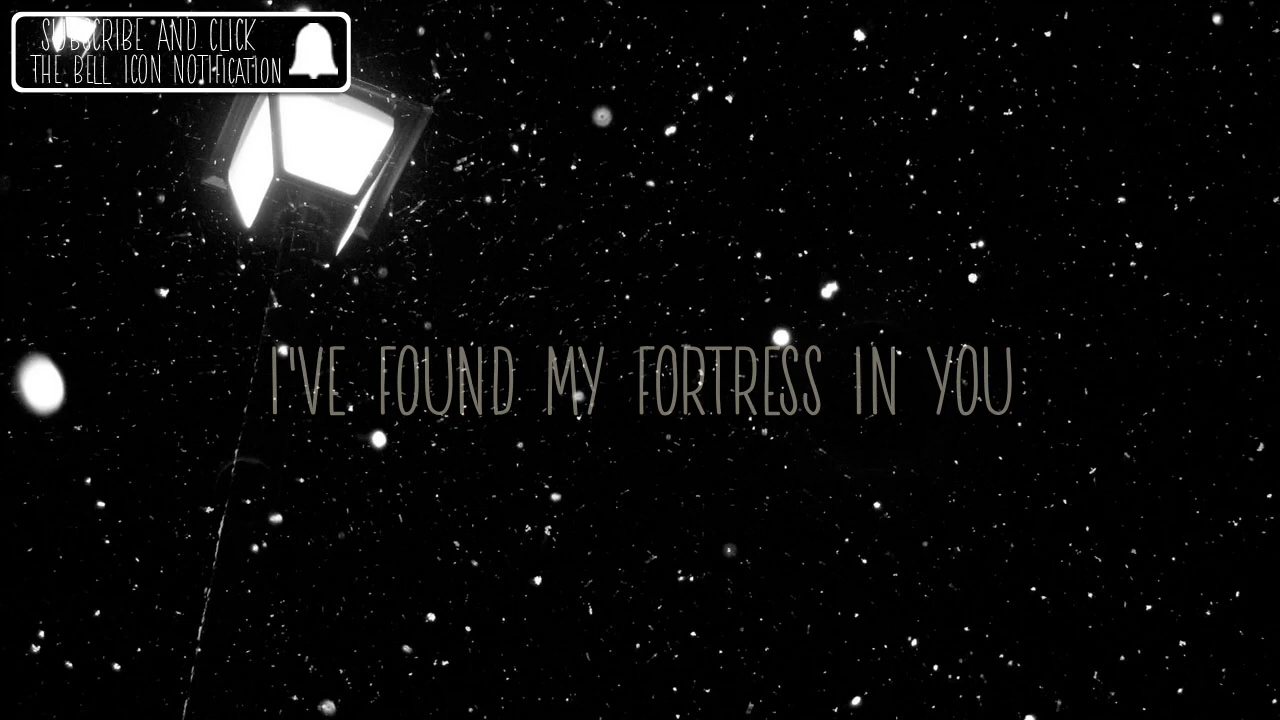 SUBSCRIBE AND CLICK
THE BELL ICON NOTIFICATION
I'VE FOUND MY FORTRESS IN YOU